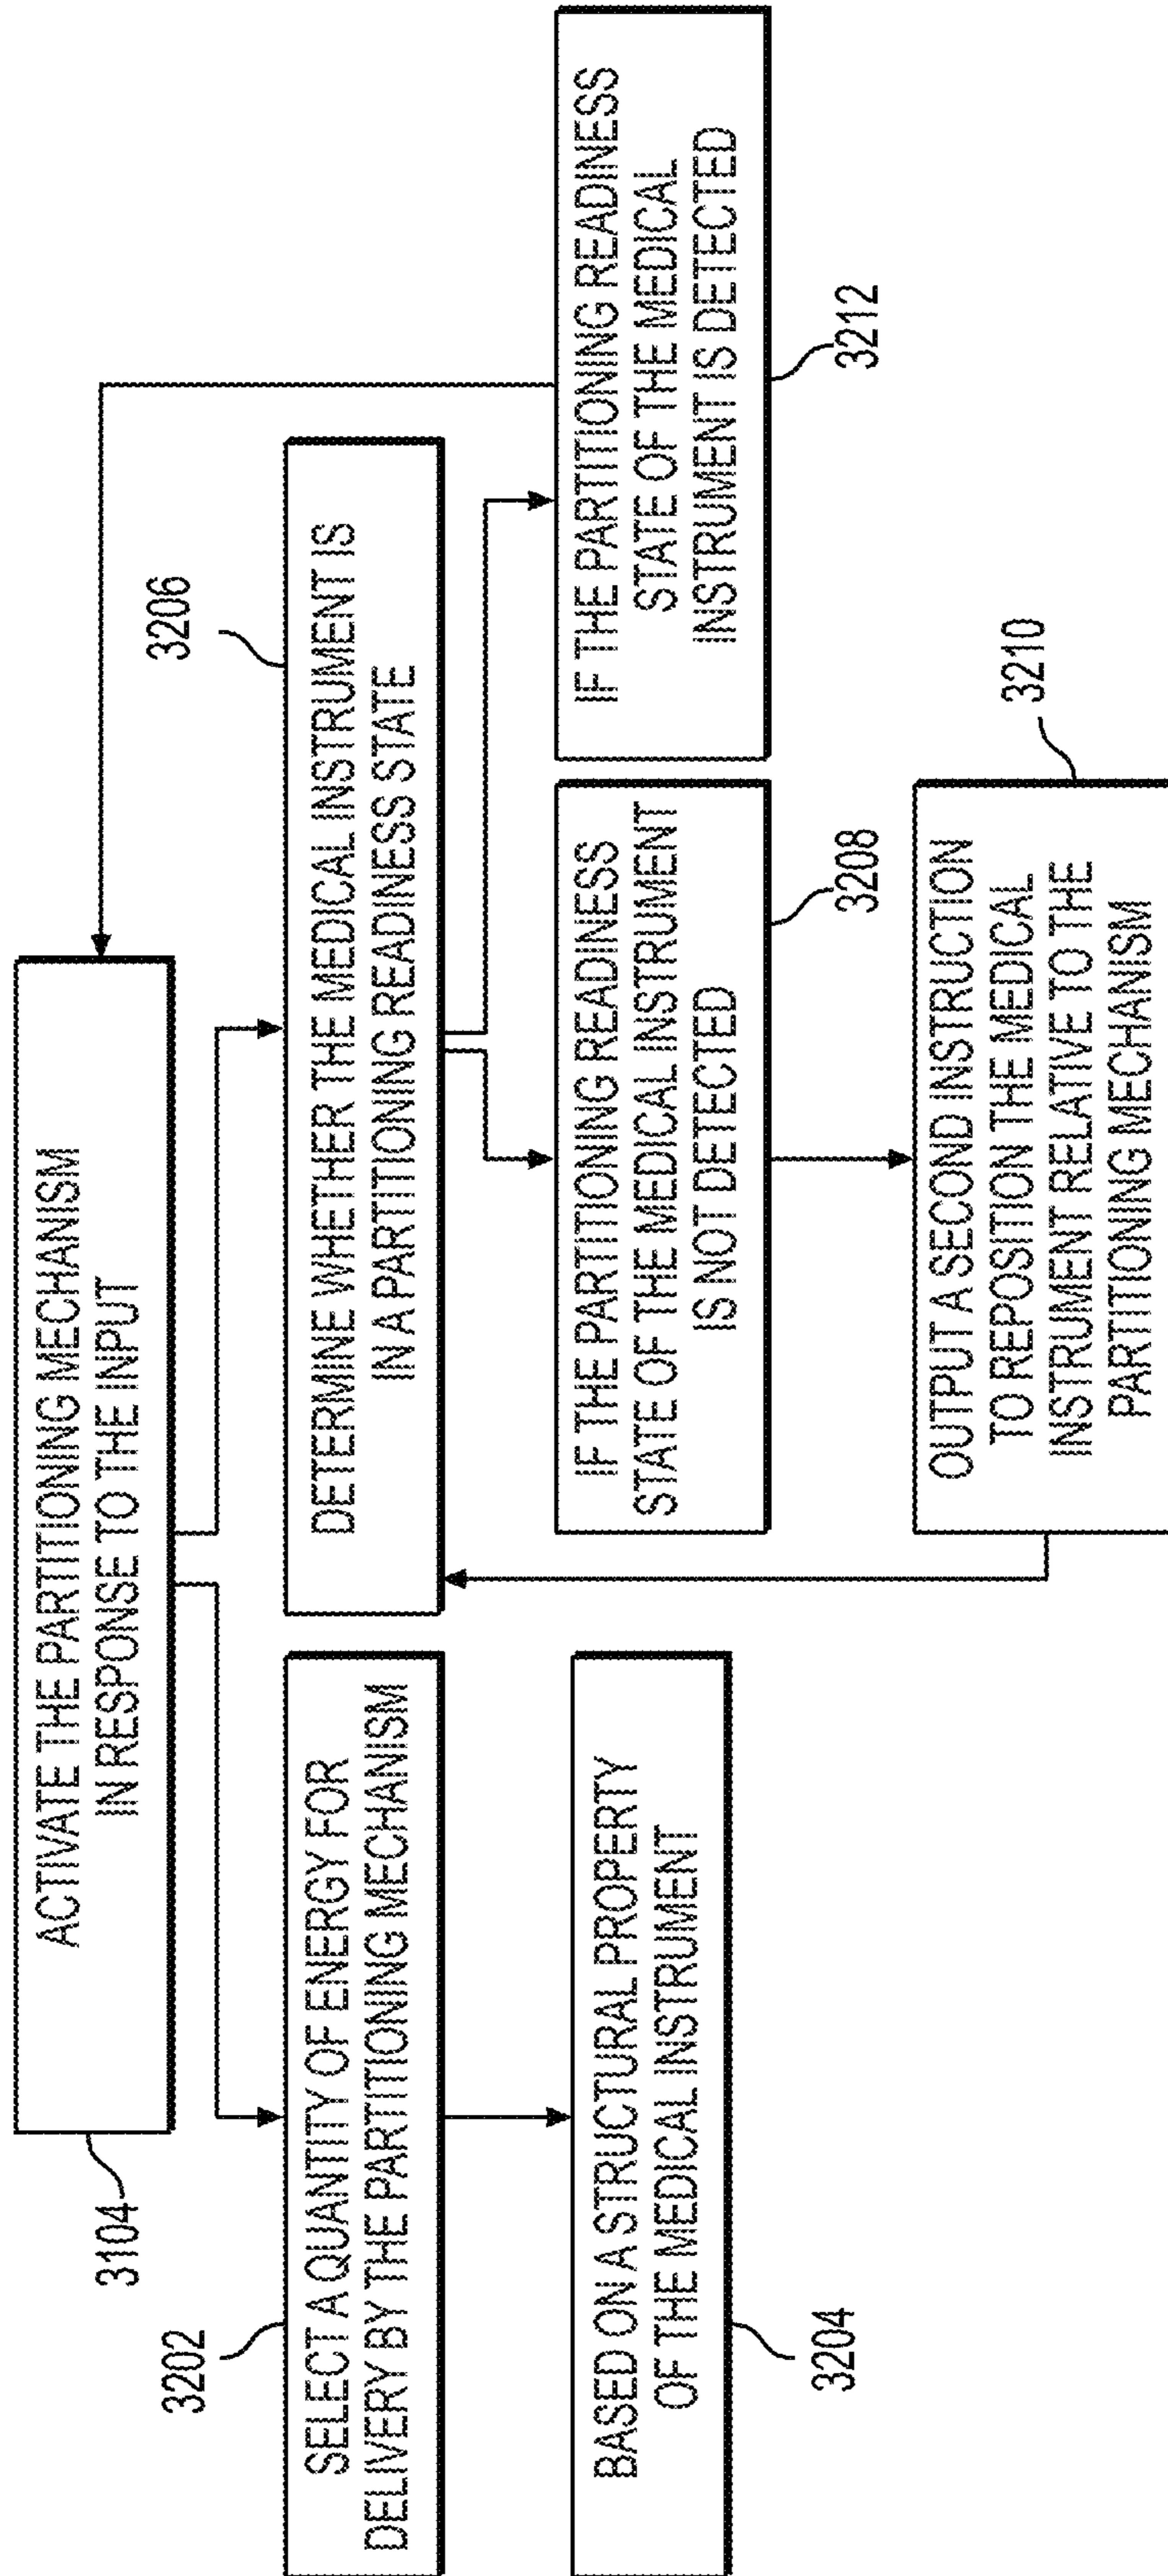 ACTIVATE THE PARTITIONING MECHANISM
IN RESPONSE TO THE INPUT
3104
3202
SELECT A QUANTITY OF ENERGY FOR
DELIVERY BY THE PARTITIONING MECHANISM
BASED ON A STRUCTURAL PROPERTY
OF THE MEDICAL INSTRUMENT
3204
3206
DETERMINE WHETHER THE MEDICAL INSTRUMENT IS
IN A PARTITIONING READINESS STATE
IF THE PARTITIONING READINESS
STATE OF THE MEDICAL INSTRUMENT
IS NOT DETECTED
3208
3210
OUTPUT A SECOND INSTRUCTION
TO REPOSITION THE MEDICAL
INSTRUMENT RELATIVE TO THE
PARTITIONING MECHANISM
IF THE PARTITIONING READINESS
STATE OF THE MEDICAL
INSTRUMENT IS DETECTED
3212